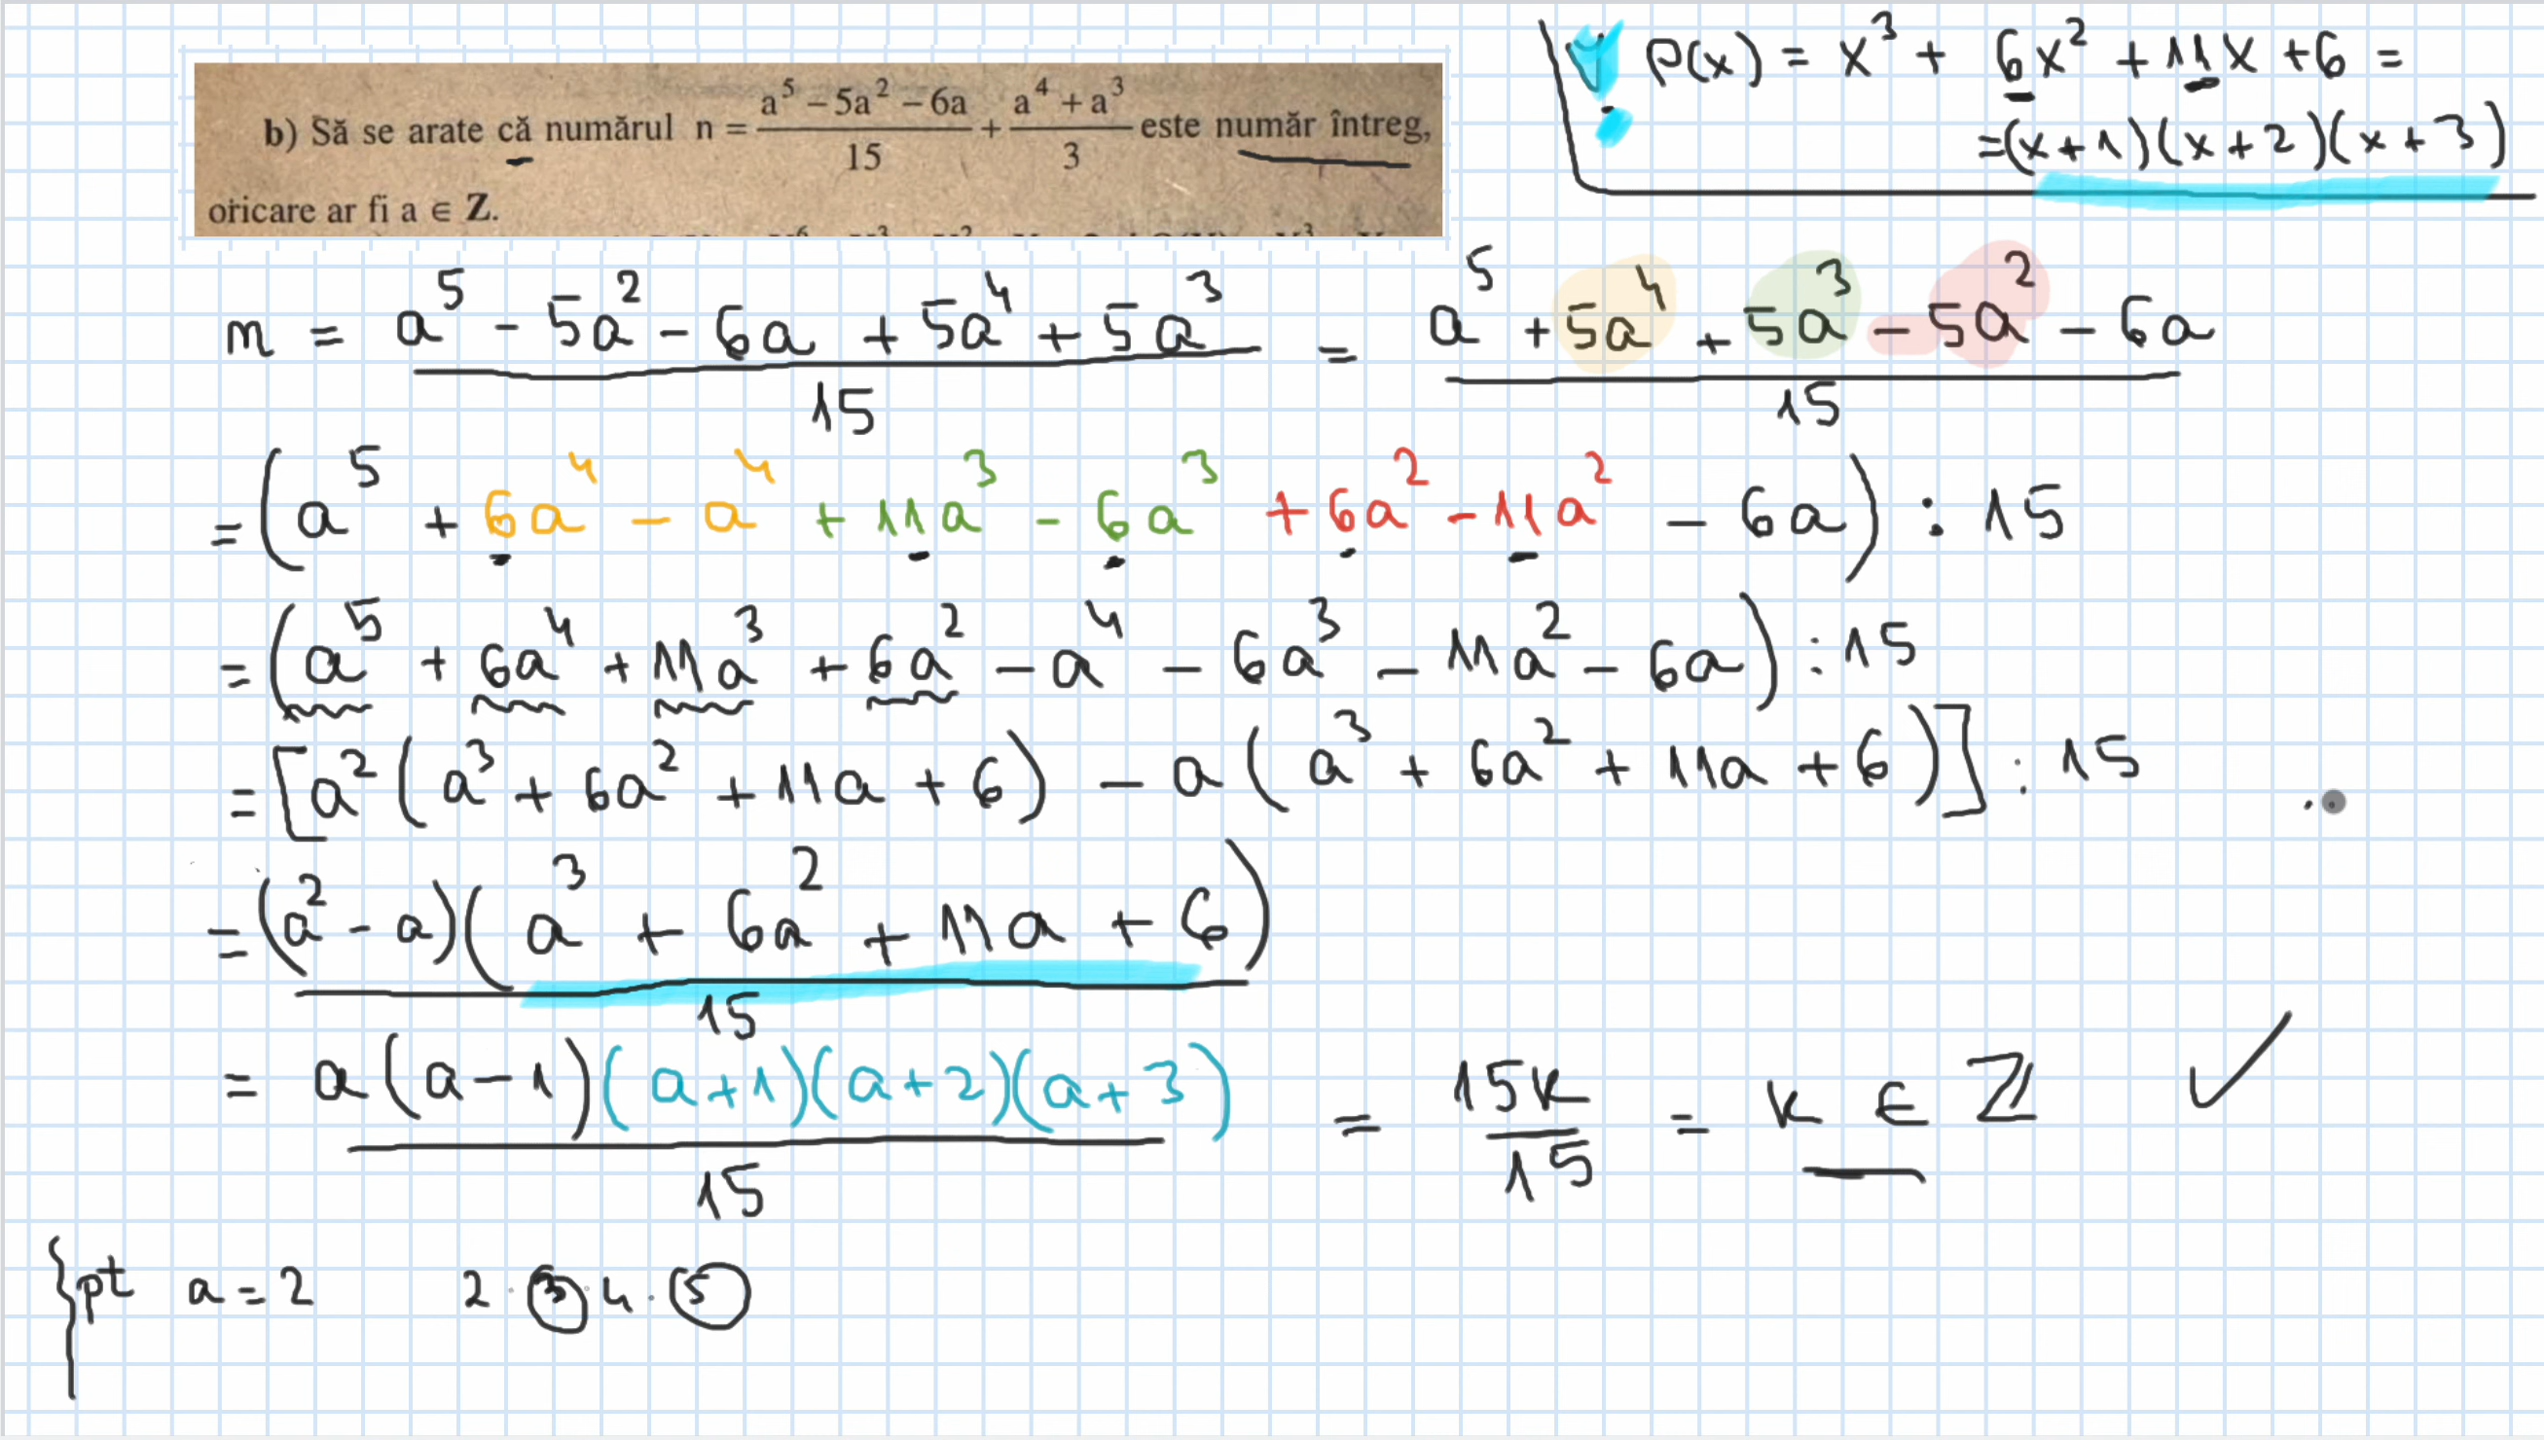 b) Să se arate că numărul n = (a⁵ − 5a² − 6a)/15 + (a⁴ + a³)/3 este număr întreg,
oricare ar fi a ∈ Z.
P(x) = x³ + 6x² + 11x + 6 =
= (x+1)(x+2)(x+3)
n = (a⁵ − 5a² − 6a + 5a⁴ + 5a³)/15 = (a⁵ + 5a⁴ + 5a³ − 5a² − 6a)/15
= (a⁵ + 6a⁴ − a⁴ + 11a³ − 6a³ + 6a² − 11a² − 6a) : 15
= (a⁵ + 6a⁴ + 11a³ + 6a² − a⁴ − 6a³ − 11a² − 6a) : 15
= [a²(a³ + 6a² + 11a + 6) − a(a³ + 6a² + 11a + 6)] : 15
= (a² − a)(a³ + 6a² + 11a + 6)/15
= a(a−1)(a+1)(a+2)(a+3)/15 = 15k/15 = k ∈ Z ✓
pt a = 2 2 · 3 · 4 · 5